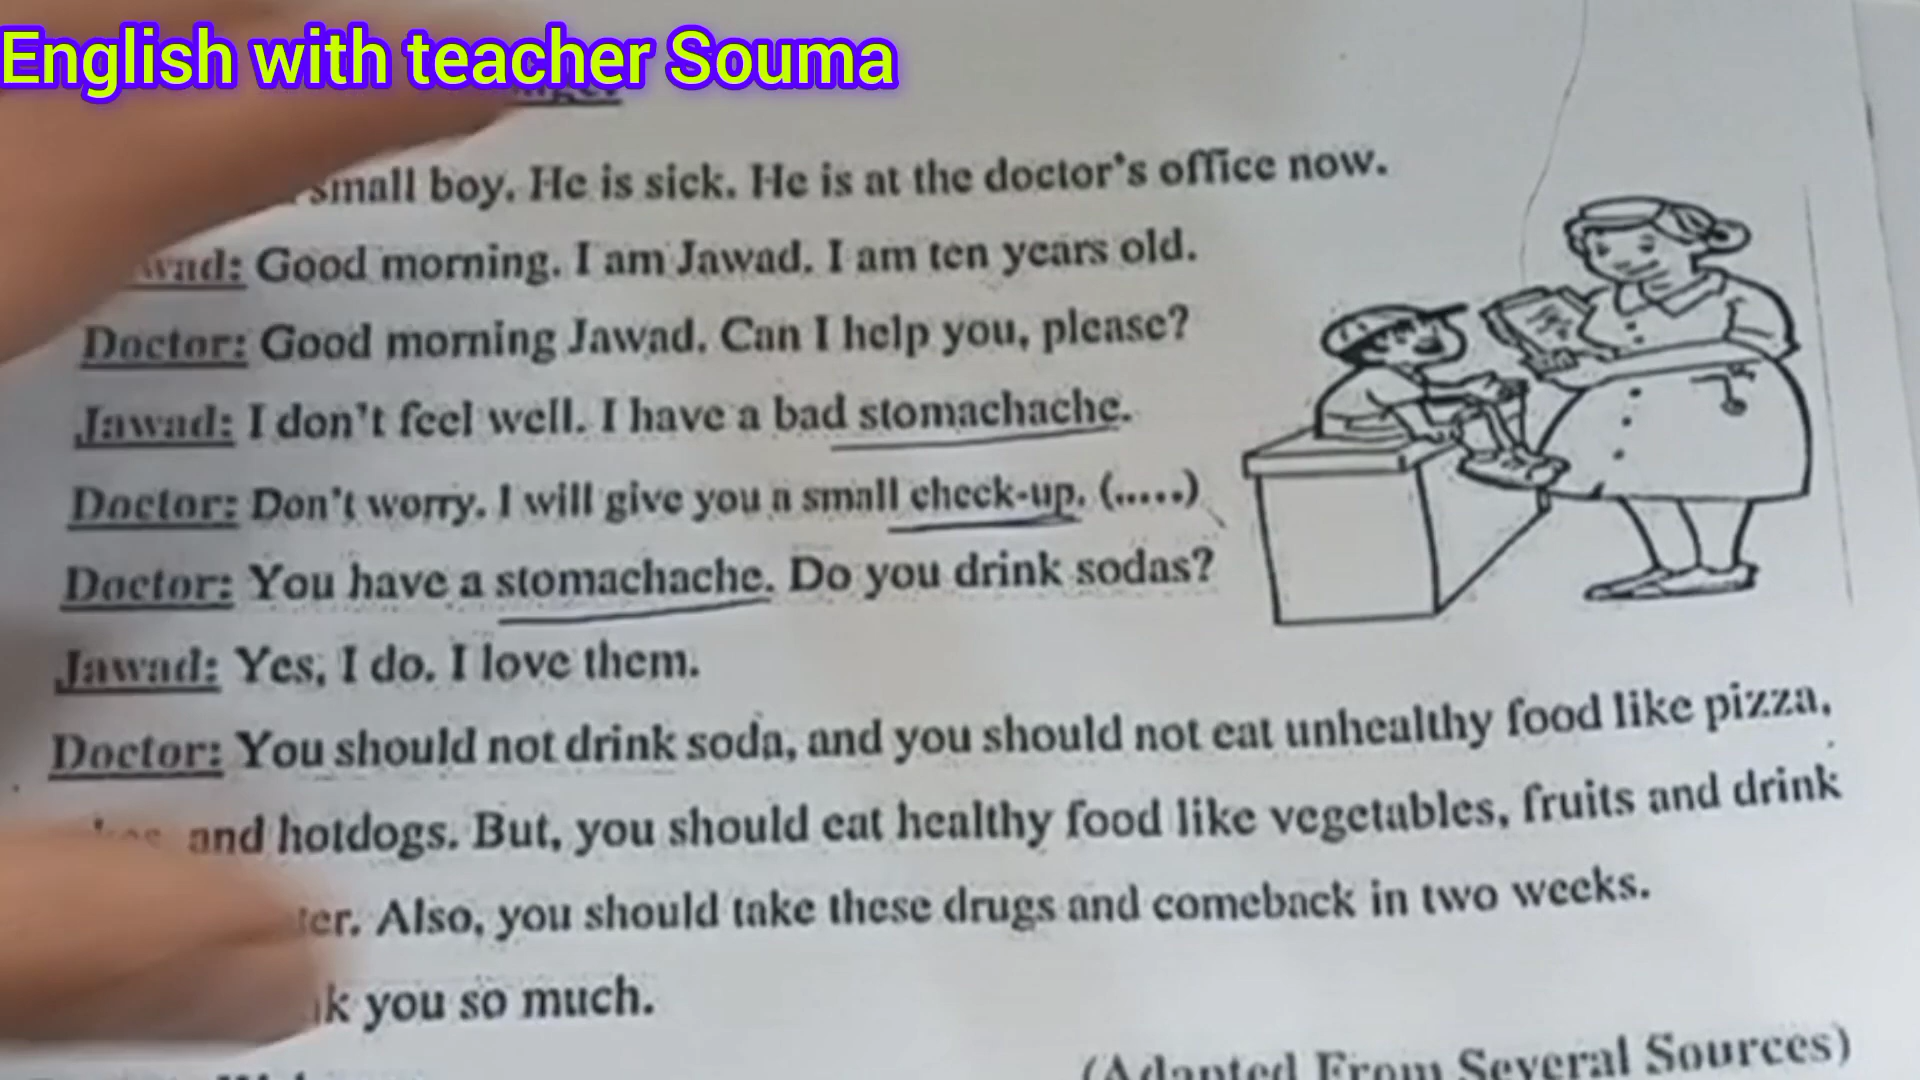 English with teacher Souma
small boy. He is sick. He is at the doctor's office now.
Good morning. I am Jawad. I am ten years old.
Doctor: Good morning Jawad. Can I help you, please?
Jawad: I don't feel well. I have a bad stomachache.
Doctor: Don't worry. I will give you a small check-up. (.....)
Doctor: You have a stomachache. Do you drink sodas?
Jawad: Yes, I do. I love them.
Doctor: You should not drink soda, and you should not eat unhealthy food like pizza,
and hotdogs. But, you should eat healthy food like vegetables, fruits and drink
Also, you should take these drugs and comeback in two weeks.
you so much.
(Adapted From Several Sources)